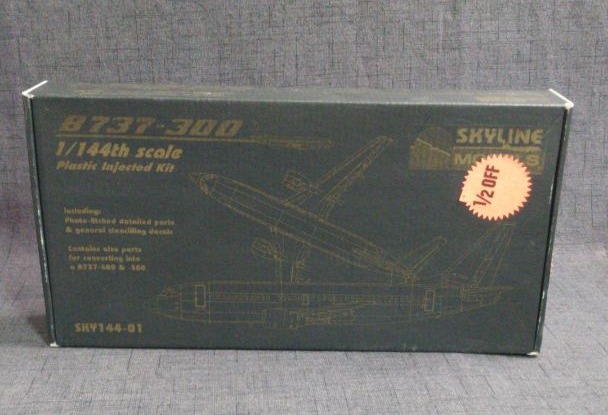 B737-300
1/144th scale
Plastic Injected Kit
SKYLINE
MODELS
1/2 OFF
Including:
Photo-Etched detailed parts
& general stencilling decals
Contains also parts
for converting into
a B737-400 & -500
SKY144-01